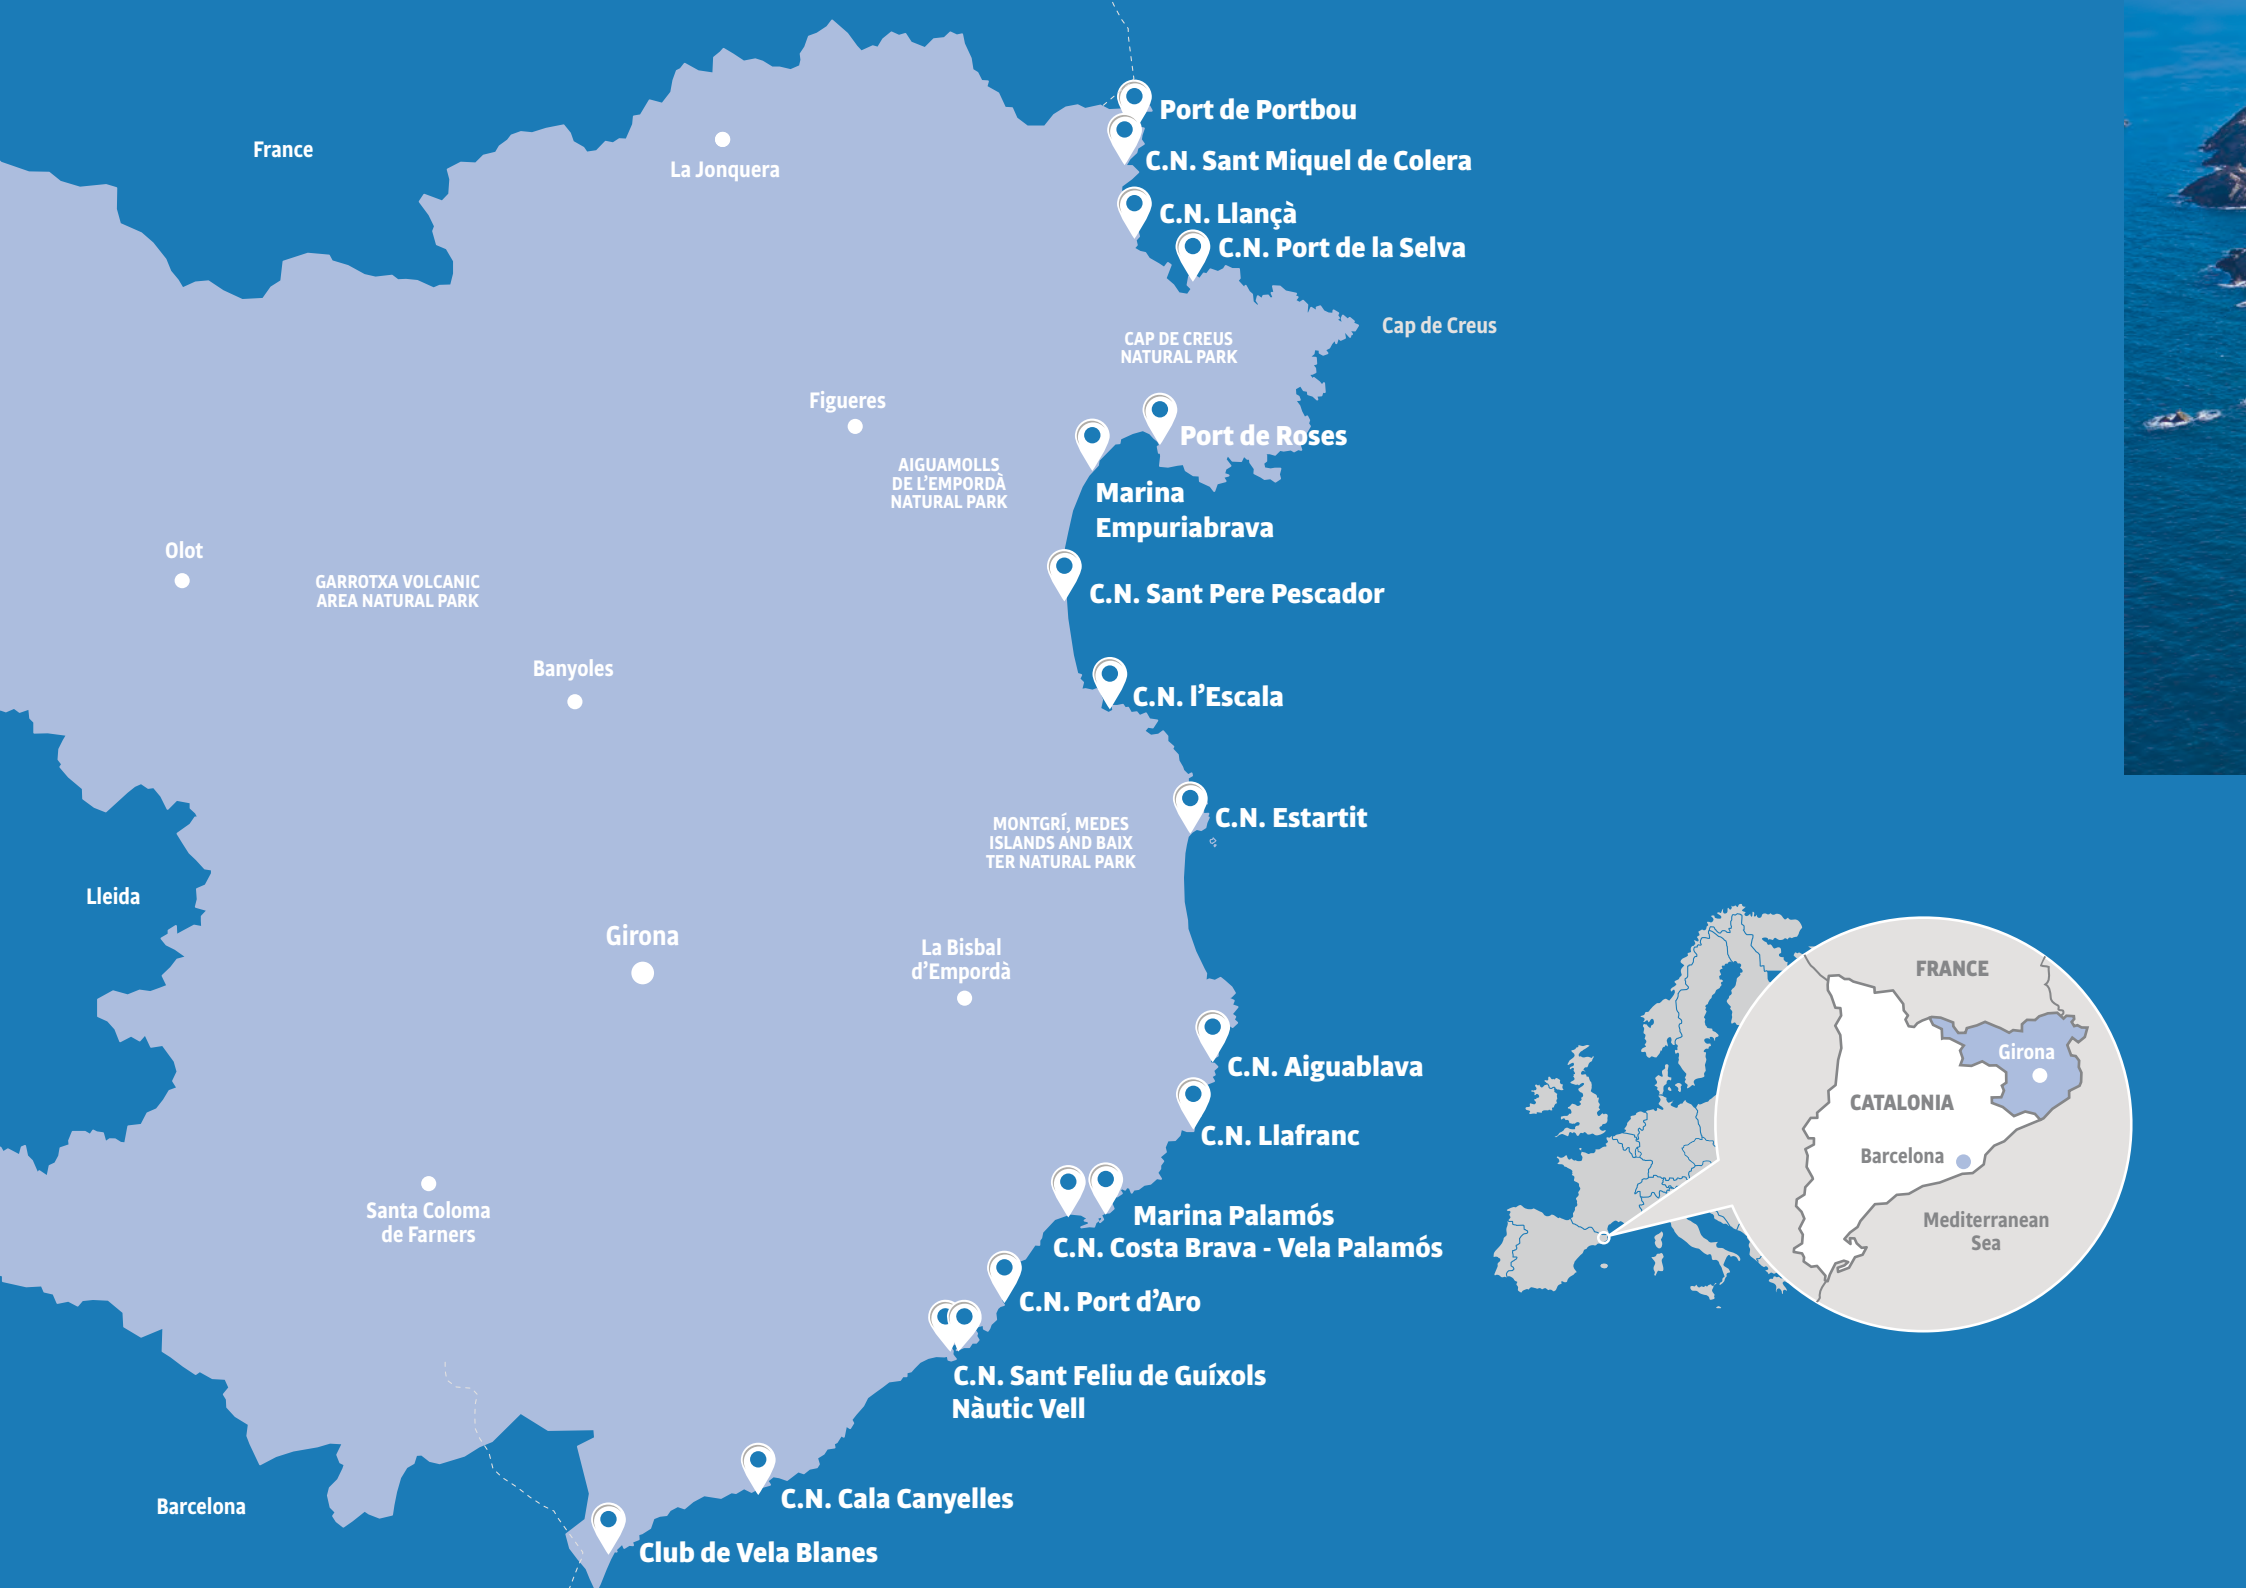 Port de Portbou
France
C.N. Sant Miquel de Colera
La Jonquera
C.N. Llançà
C.N. Port de la Selva
Cap de Creus
CAP DE CREUS
NATURAL PARK
Figueres
Port de Roses
AIGUAMOLLS
DE L'EMPORDÀ
NATURAL PARK
Marina
Empuriabrava
Olot
GARROTXA VOLCANIC
AREA NATURAL PARK
C.N. Sant Pere Pescador
Banyoles
C.N. l'Escala
C.N. Estartit
MONTGRÍ, MEDES
ISLANDS AND BAIX
TER NATURAL PARK
Lleida
Girona
La Bisbal
d'Empordà
FRANCE
Girona
CATALONIA
Barcelona
Mediterranean
Sea
C.N. Aiguablava
C.N. Llafranc
Santa Coloma
de Farners
Marina Palamós
C.N. Costa Brava - Vela Palamós
C.N. Port d'Aro
C.N. Sant Feliu de Guíxols
Nàutic Vell
C.N. Cala Canyelles
Barcelona
Club de Vela Blanes